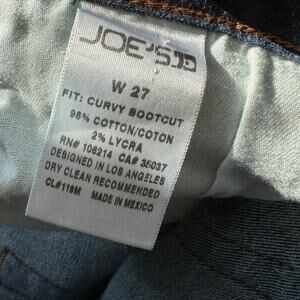 JOE'S
W 27
FIT: CURVY BOOTCUT
98% COTTON/COTON
2% LYCRA
RN# 106214 CA# 35037
DESIGNED IN LOS ANGELES
DRY CLEAN RECOMMENDED
CL#119M MADE IN MEXICO